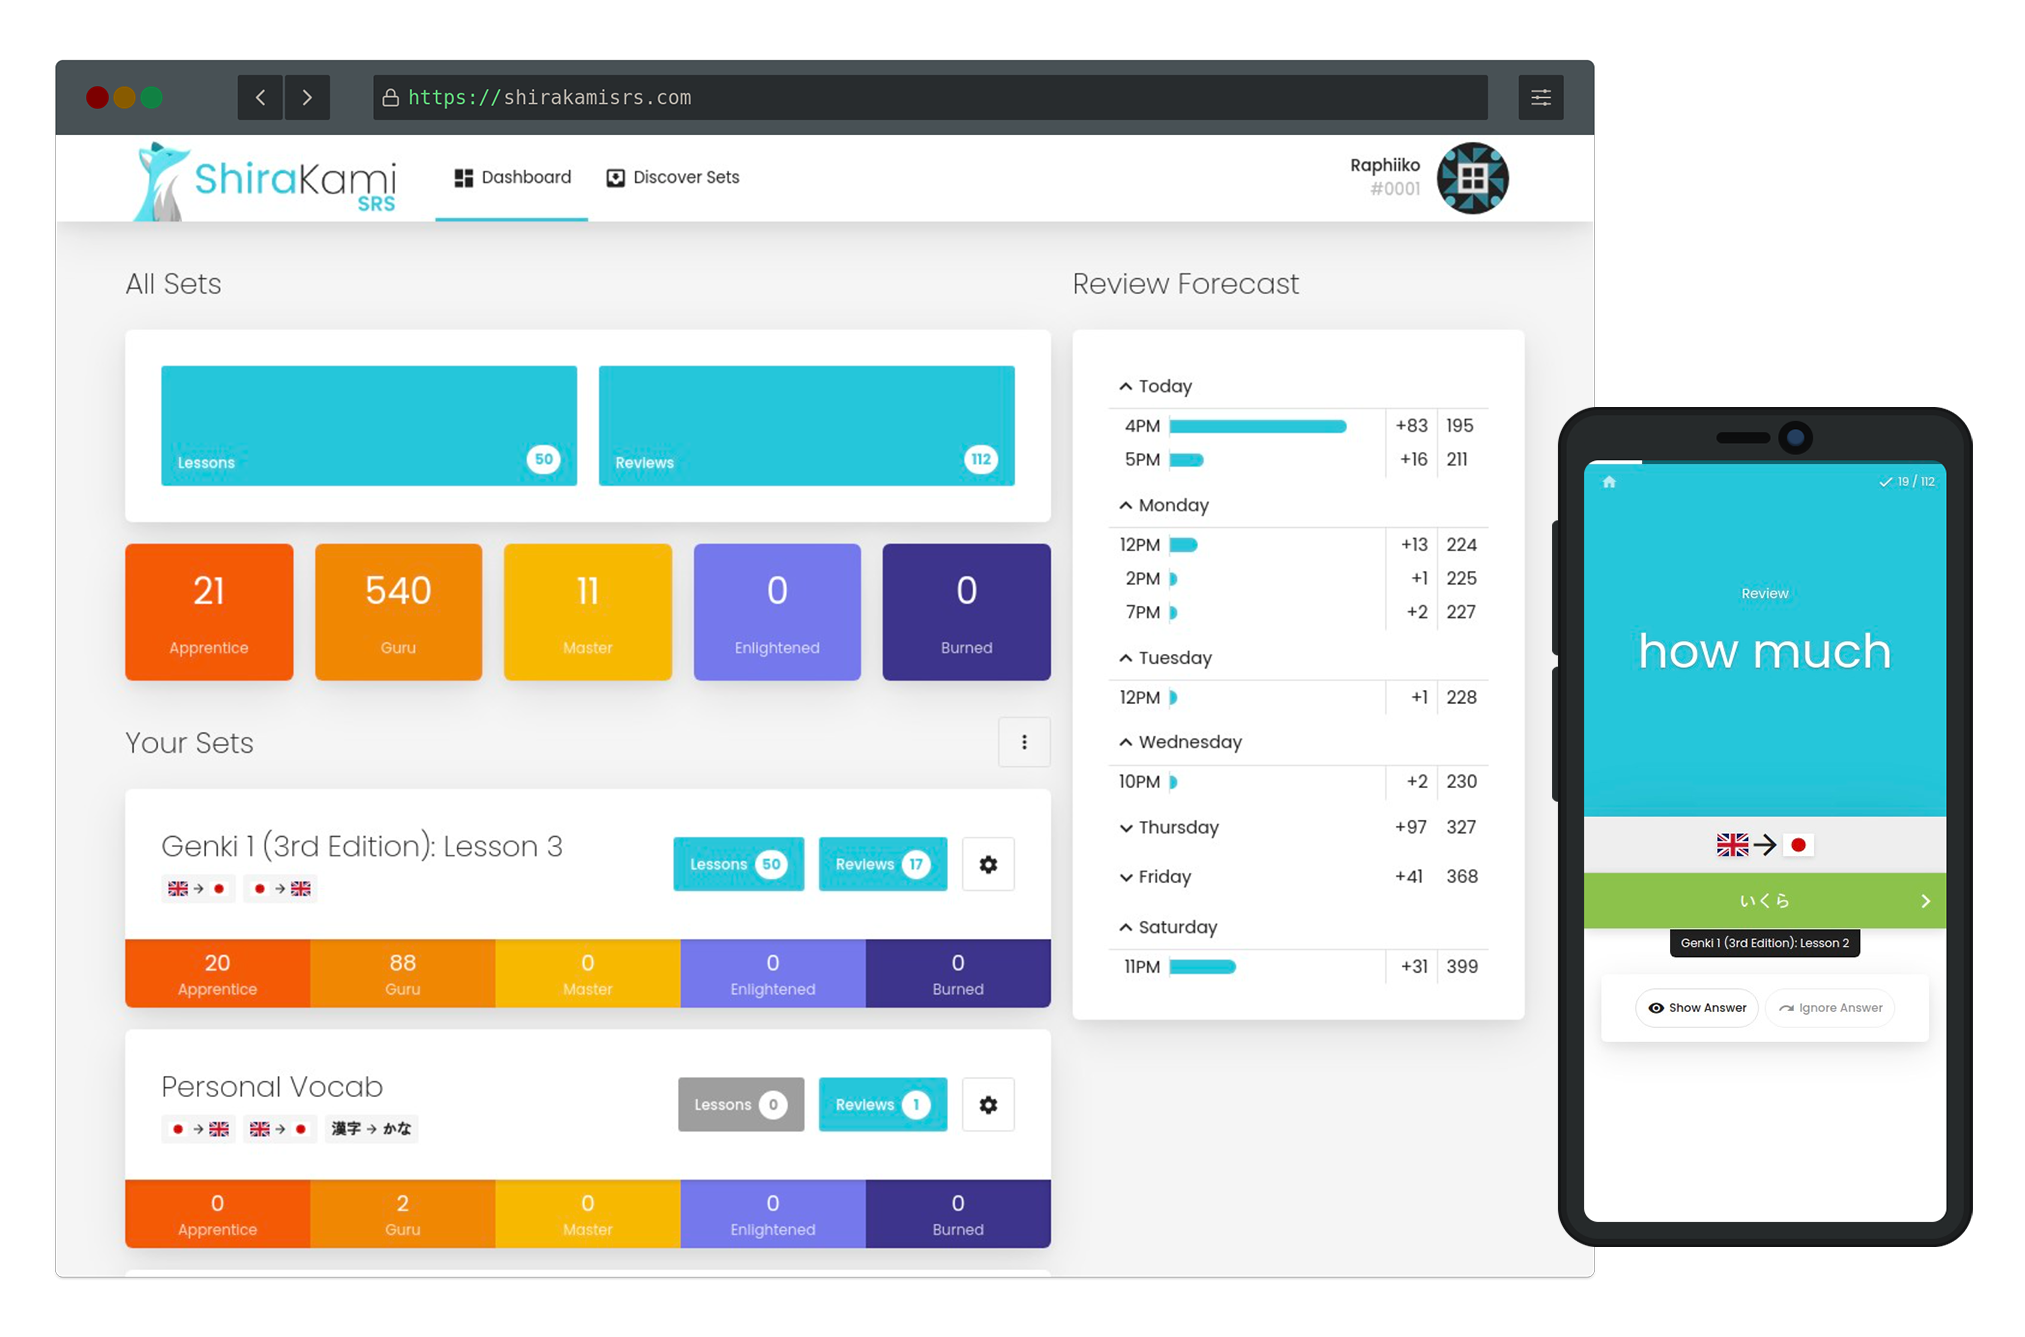 https://shirakamisrs.com
ShiraKami
SRS
Dashboard
Discover Sets
Raphiiko
#0001
All Sets
Lessons 50
Reviews 112
21
Apprentice
540
Guru
11
Master
0
Enlightened
0
Burned
Your Sets
Genki 1 (3rd Edition): Lesson 3
Lessons 50
Reviews 17
20
Apprentice
88
Guru
0
Master
0
Enlightened
0
Burned
Personal Vocab
漢字 → かな
Lessons 0
Reviews 1
0
Apprentice
2
Guru
0
Master
0
Enlightened
0
Burned
Review Forecast
Today
4PM +83 195
5PM +16 211
Monday
12PM +13 224
2PM +1 225
7PM +2 227
Tuesday
12PM +1 228
Wednesday
10PM +2 230
Thursday +97 327
Friday +41 368
Saturday
11PM +31 399
19 / 112
Review
how much
いくら
Genki 1 (3rd Edition): Lesson 2
Show Answer
Ignore Answer